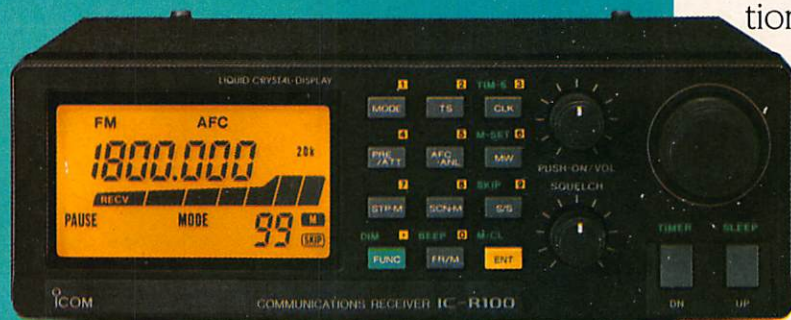 tion
LIQUID CRYSTAL DISPLAY
FM AFC
1800.000 20k
RECV
PAUSE MODE 99 M
SKIP
1 2 TIM-S 3
MODE TS CLK
4 5 M-SET 6
PRE/ATT AFC·ANL MW
7 8 SKIP 9
STP·M SCN·M S/S
DIM • BEEP 0 M-CL
FUNC FR/M ENT
PUSH-ON/VOL
SQUELCH
TIMER SLEEP
DN UP
ICOM COMMUNICATIONS RECEIVER IC-R100